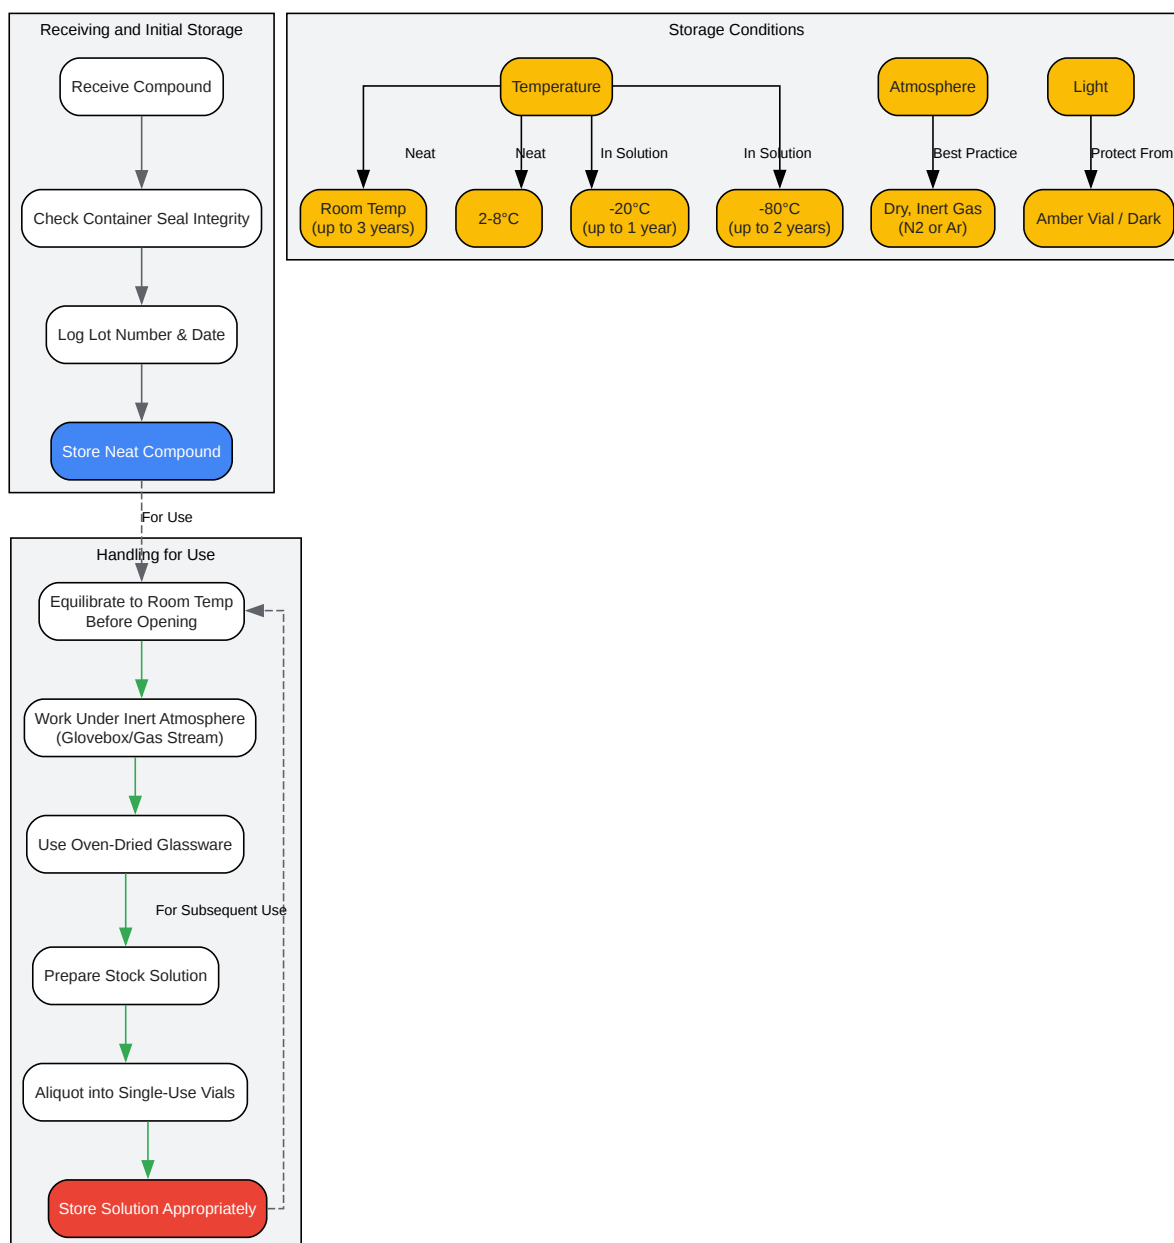 Receiving and Initial Storage
Receive Compound
Check Container Seal Integrity
Log Lot Number & Date
Store Neat Compound
For Use
Handling for Use
Equilibrate to Room Temp
Before Opening
Work Under Inert Atmosphere
(Glovebox/Gas Stream)
Use Oven-Dried Glassware
For Subsequent Use
Prepare Stock Solution
Aliquot into Single-Use Vials
Store Solution Appropriately
Storage Conditions
Temperature
Atmosphere
Light
Neat
Neat
In Solution
In Solution
Best Practice
Protect From
Room Temp
(up to 3 years)
2-8°C
-20°C
(up to 1 year)
-80°C
(up to 2 years)
Dry, Inert Gas
(N2 or Ar)
Amber Vial / Dark